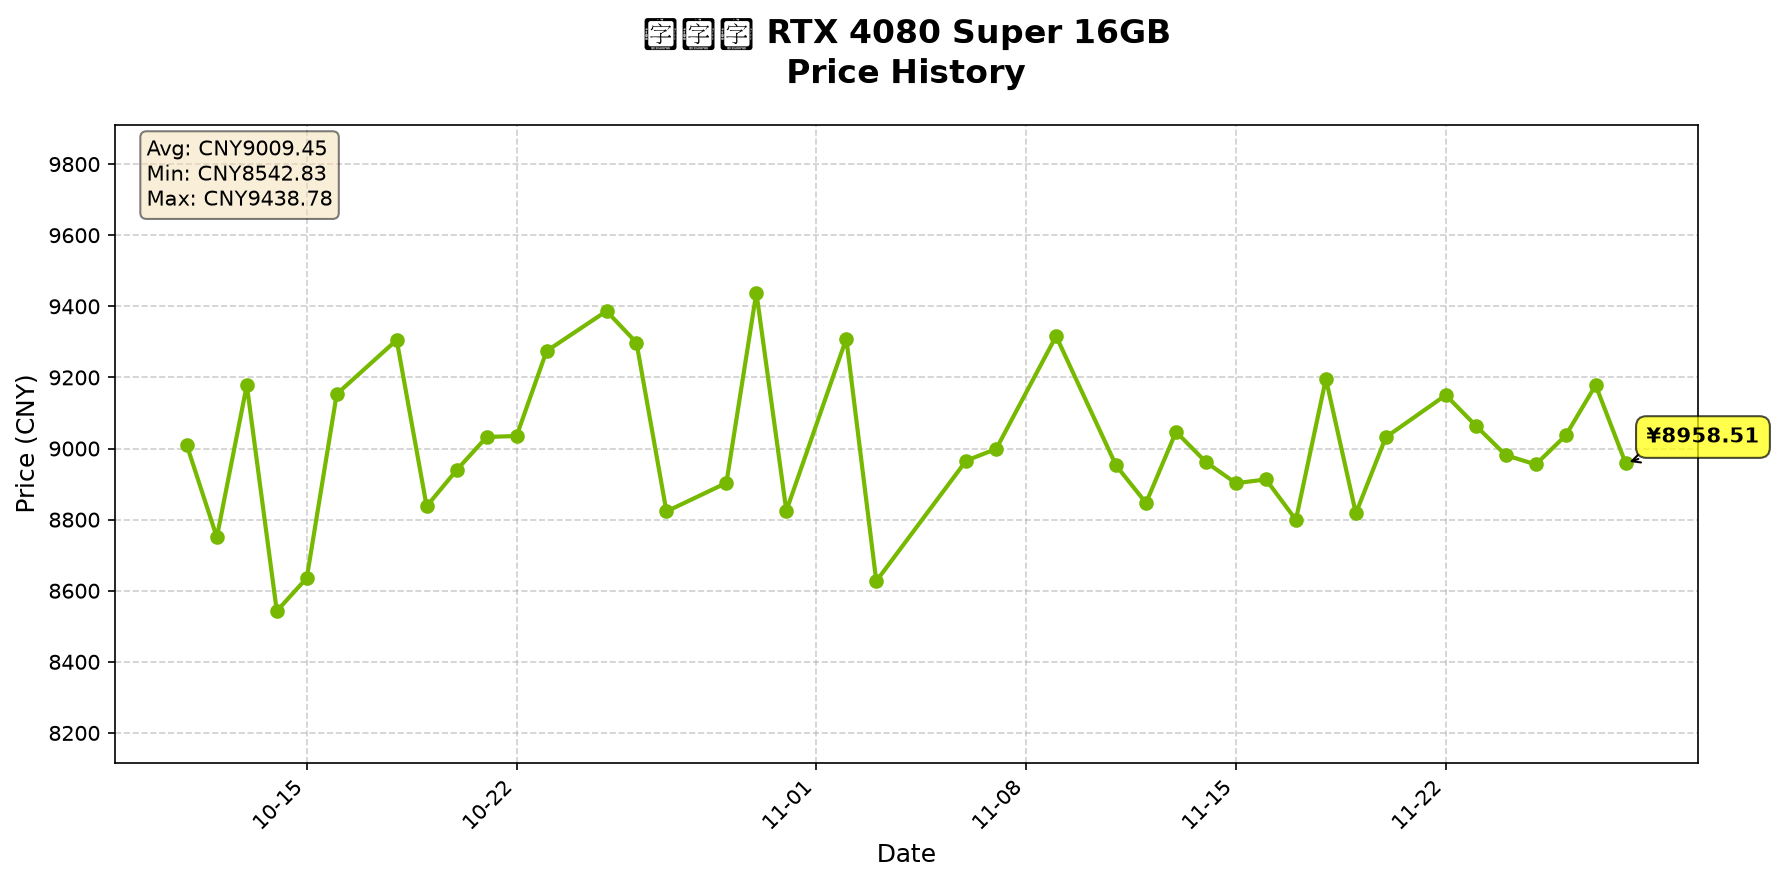 RTX 4080 Super 16GB
Price History
Avg: CNY9009.45
Min: CNY8542.83
Max: CNY9438.78
Price (CNY)
9800
9600
9400
9200
9000
8800
8600
8400
8200
¥8958.51
10-15
10-22
11-01
11-08
11-15
11-22
Date